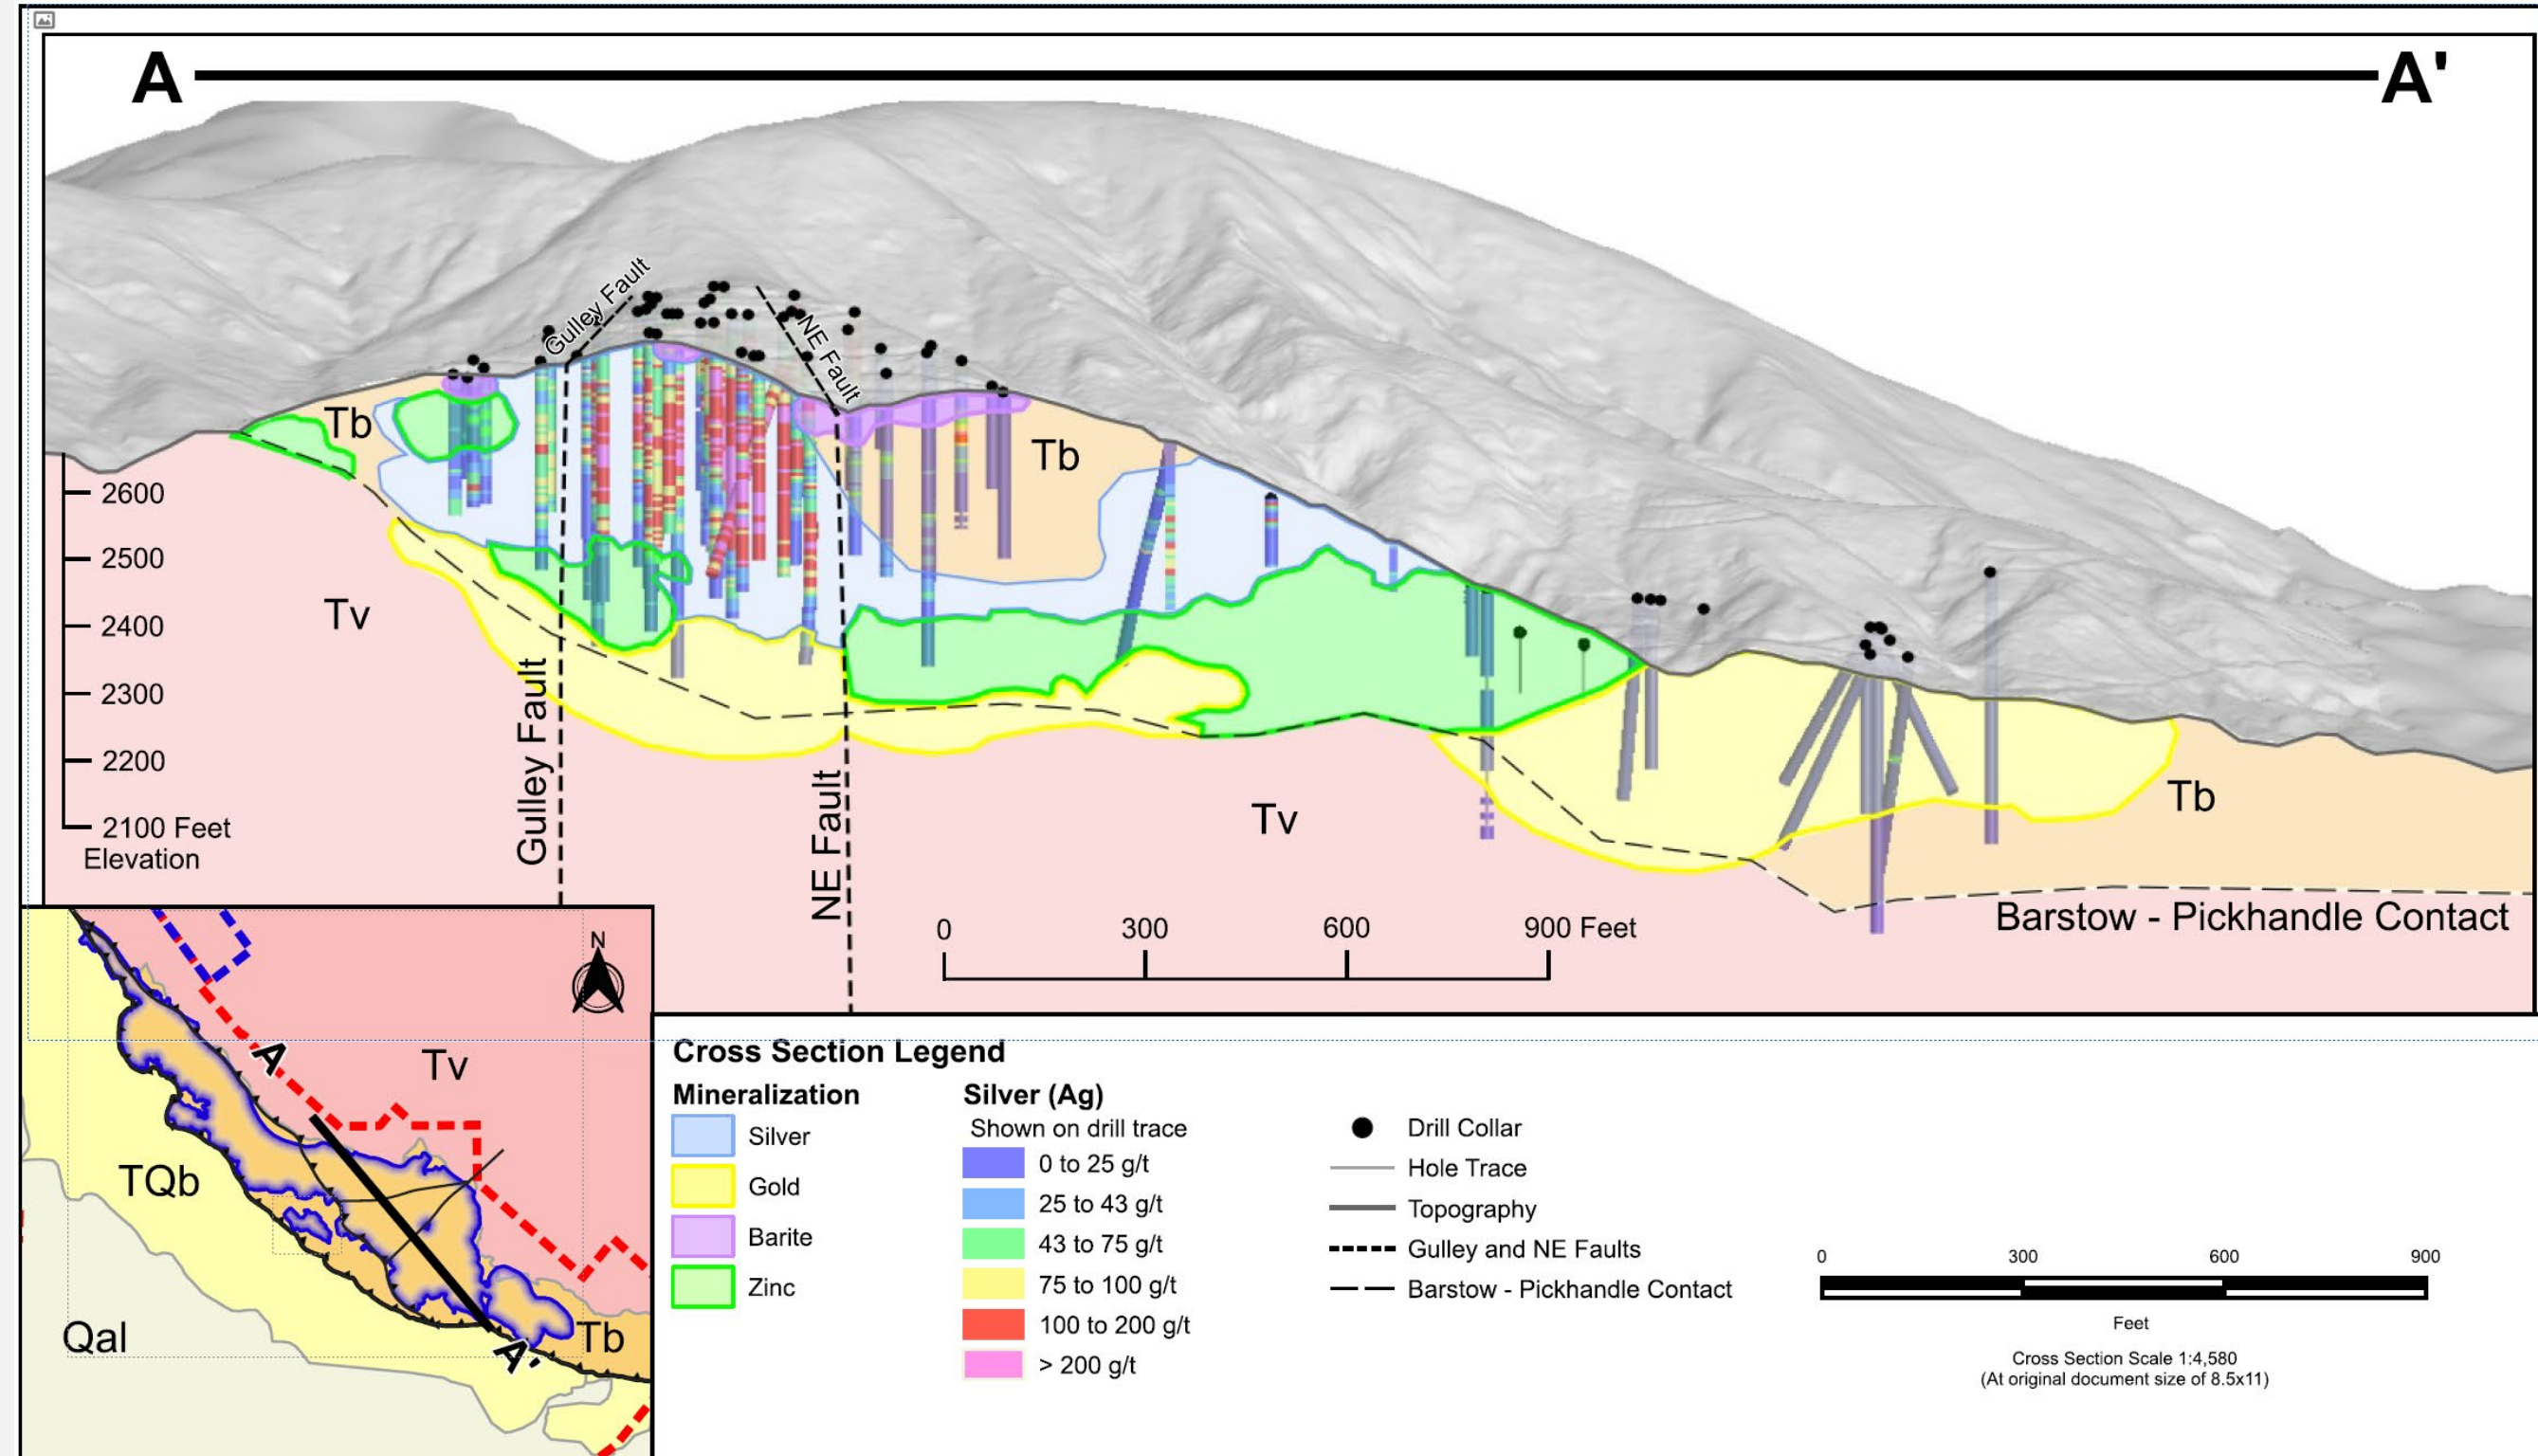 A
A'
Gulley Fault
NE Fault
Tb
Tb
2600
2500
2400
2300
2200
2100 Feet
Elevation
Tv
Gulley Fault
NE Fault
Tv
Tb
Barstow - Pickhandle Contact
0 300 600 900 Feet
N
A
Tv
TQb
Qal
Tb
A'
Cross Section Legend
Mineralization
Silver
Gold
Barite
Zinc
Silver (Ag)
Shown on drill trace
0 to 25 g/t
25 to 43 g/t
43 to 75 g/t
75 to 100 g/t
100 to 200 g/t
> 200 g/t
Drill Collar
Hole Trace
Topography
Gulley and NE Faults
Barstow - Pickhandle Contact
0 300 600 900
Feet
Cross Section Scale 1:4,580
(At original document size of 8.5x11)